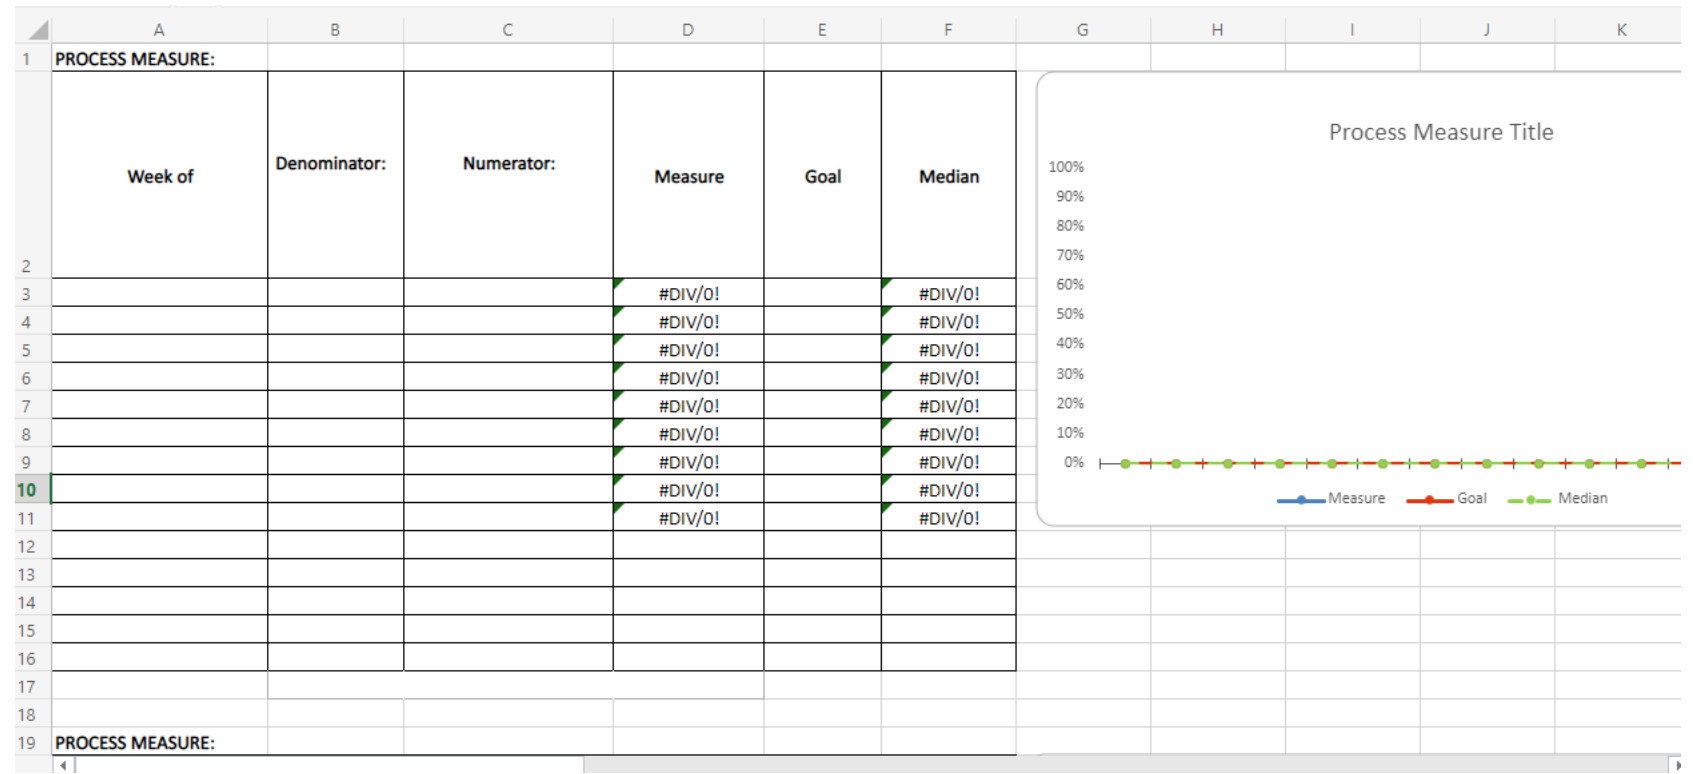 A B C D E F G H I J K
1 PROCESS MEASURE:
2 Week of Denominator: Numerator: Measure Goal Median
3 #DIV/0! #DIV/0!
4 #DIV/0! #DIV/0!
5 #DIV/0! #DIV/0!
6 #DIV/0! #DIV/0!
7 #DIV/0! #DIV/0!
8 #DIV/0! #DIV/0!
9 #DIV/0! #DIV/0!
10 #DIV/0! #DIV/0!
11 #DIV/0! #DIV/0!
12
13
14
15
16
17
18
19 PROCESS MEASURE:
Process Measure Title
100%
90%
80%
70%
60%
50%
40%
30%
20%
10%
0%
Measure Goal Median